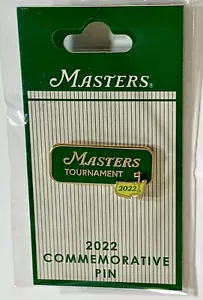 MASTERS®
MASTERS
TOURNAMENT
2022
2022
COMMEMORATIVE
PIN